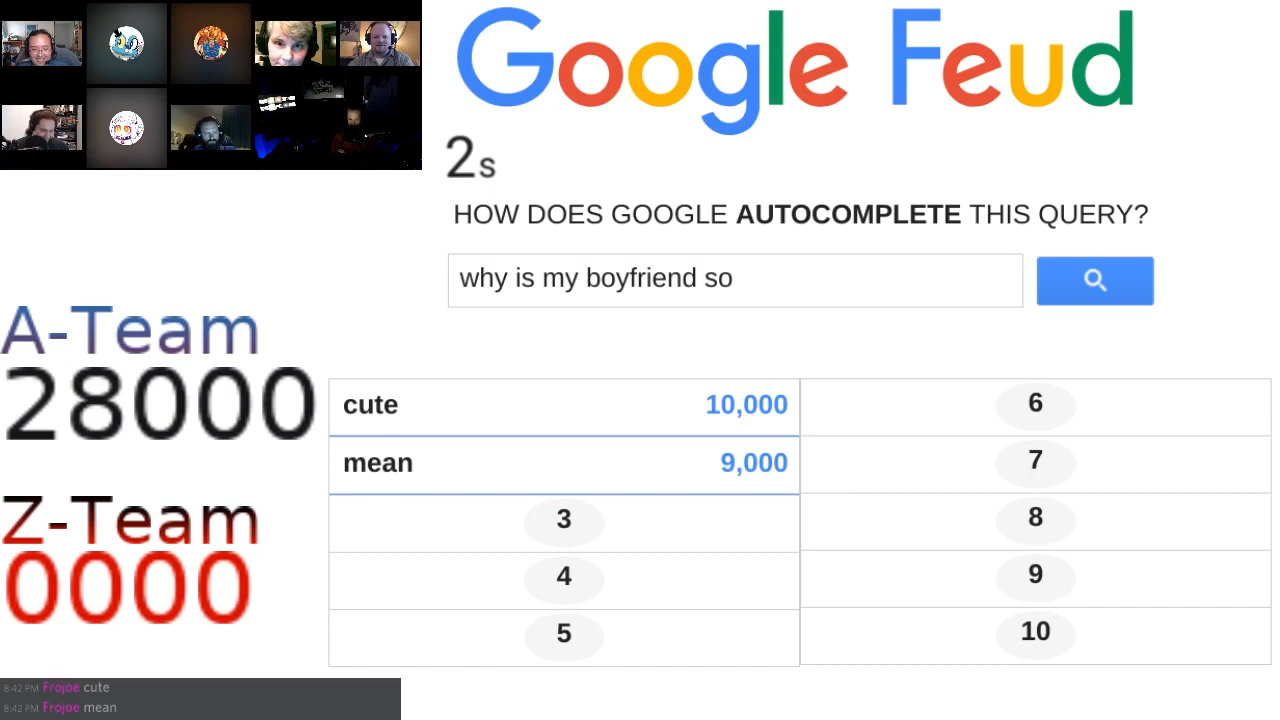 Google Feud
2s
HOW DOES GOOGLE AUTOCOMPLETE THIS QUERY?
why is my boyfriend so
A-Team
28000
Z-Team
0000
cute 10,000
mean 9,000
3
4
5
6
7
8
9
10
8:42 PM Frojoe cute
8:42 PM Frojoe mean